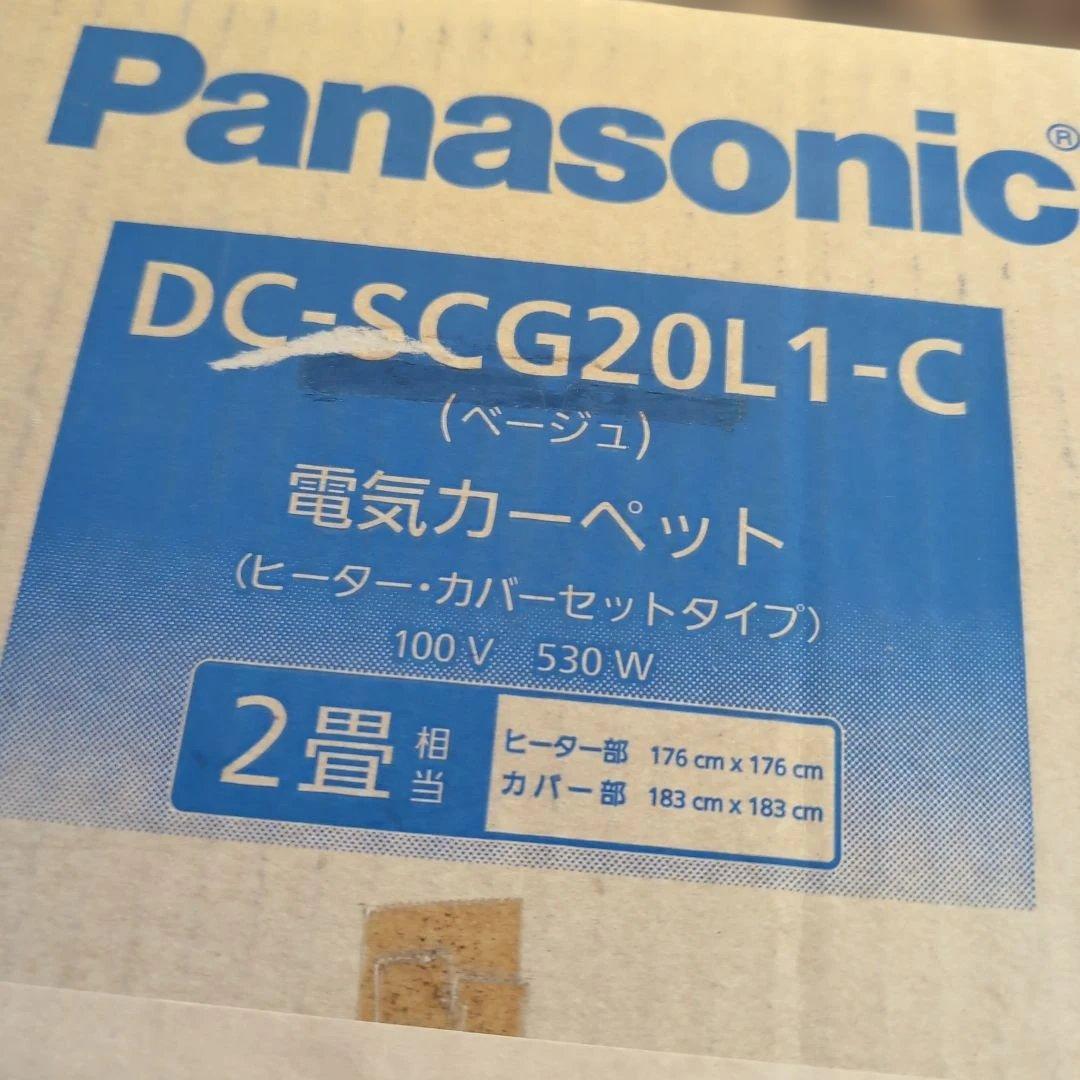 Panasonic®
DC-SCG20L1-C
(ベージュ)
電気カーペット
(ヒーター・カバーセットタイプ)
100 V 530 W
2畳相当
ヒーター部 176 cm x 176 cm
カバー部 183 cm x 183 cm